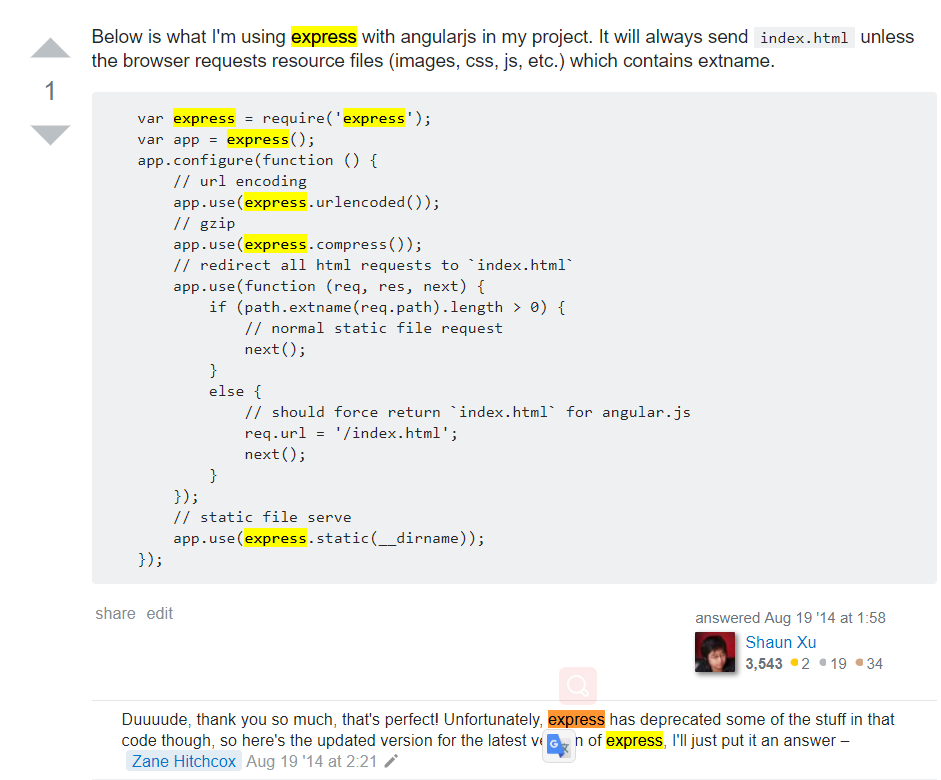 Below is what I'm using express with angularjs in my project. It will always send index.html unless
the browser requests resource files (images, css, js, etc.) which contains extname.
1
var express = require('express');
var app = express();
app.configure(function () {
    // url encoding
    app.use(express.urlencoded());
    // gzip
    app.use(express.compress());
    // redirect all html requests to `index.html`
    app.use(function (req, res, next) {
        if (path.extname(req.path).length > 0) {
            // normal static file request
            next();
        }
        else {
            // should force return `index.html` for angular.js
            req.url = '/index.html';
            next();
        }
    });
    // static file serve
    app.use(express.static(__dirname));
});
share edit
answered Aug 19 '14 at 1:58
Shaun Xu
3,543 2 19 34
Duuuude, thank you so much, that's perfect! Unfortunately, express has deprecated some of the stuff in that
code though, so here's the updated version for the latest of express, I'll just put it an answer –
Zane Hitchcox Aug 19 '14 at 2:21